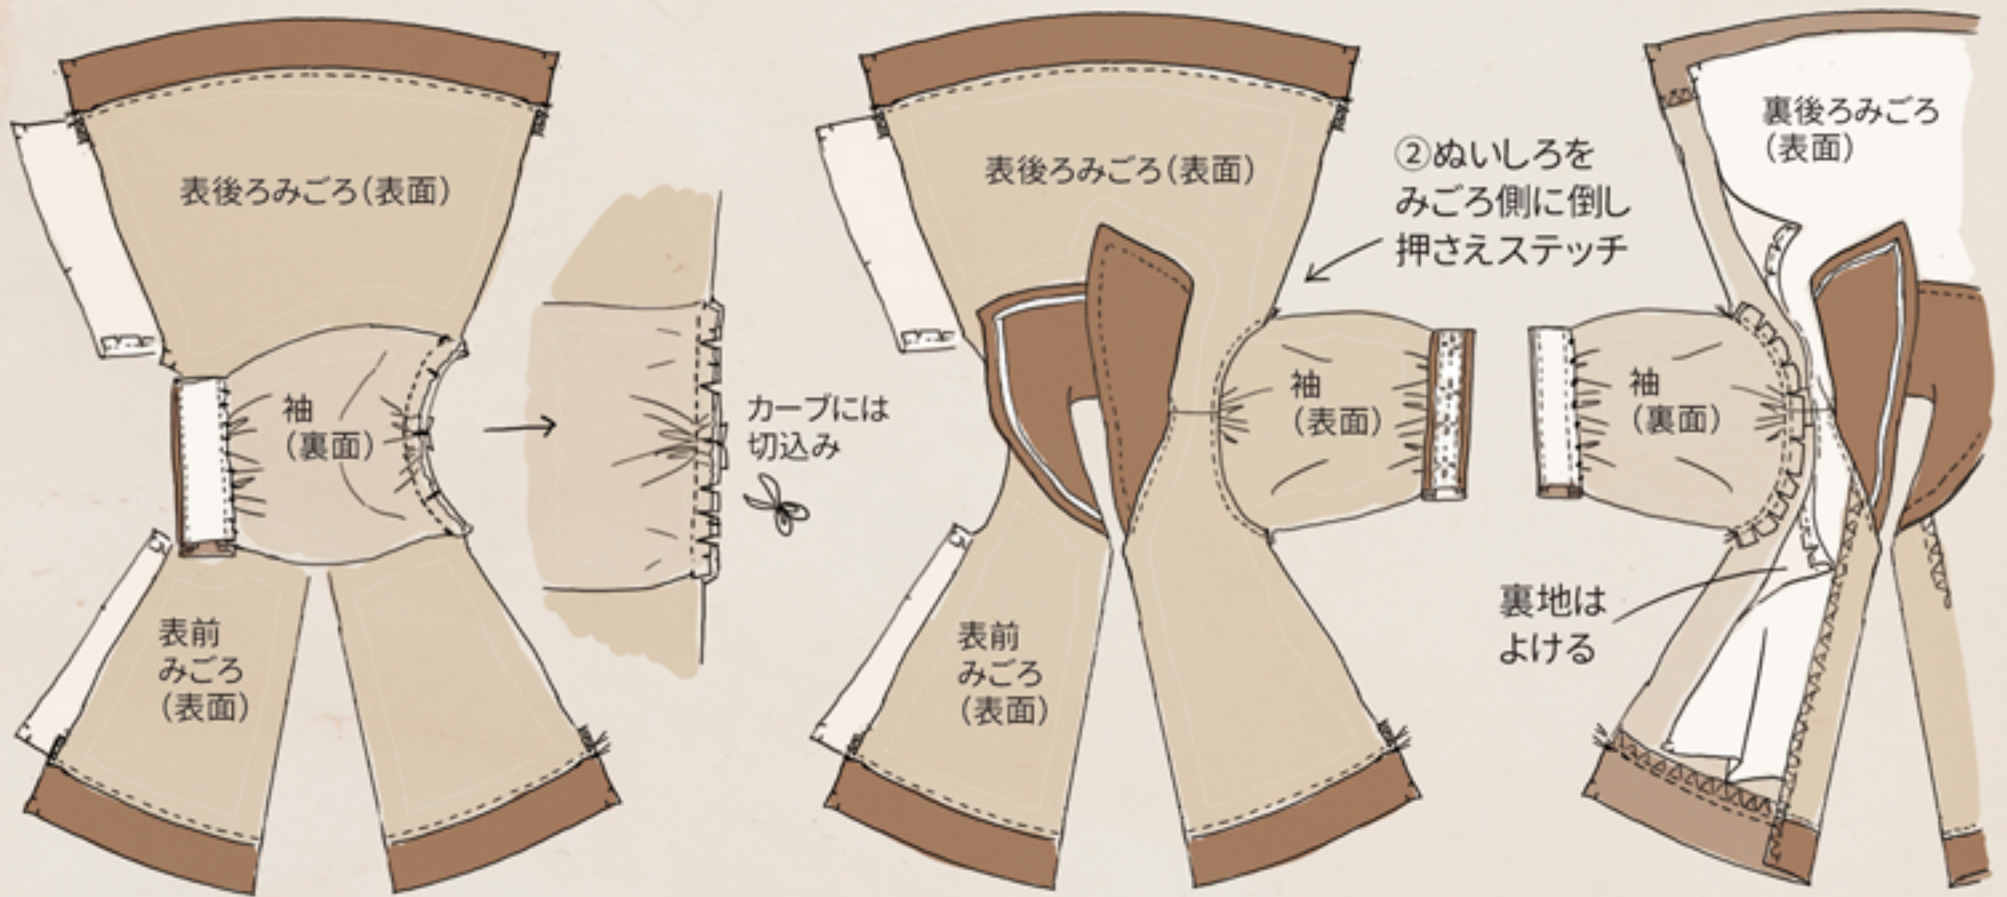 表後ろみごろ(表面)
袖
(裏面)
表前
みごろ
(表面)
カーブには
切込み
表後ろみごろ(表面)
②ぬいしろを
みごろ側に倒し
押さえステッチ
袖
(表面)
表前
みごろ
(表面)
裏後ろみごろ
(表面)
袖
(裏面)
裏地は
よける